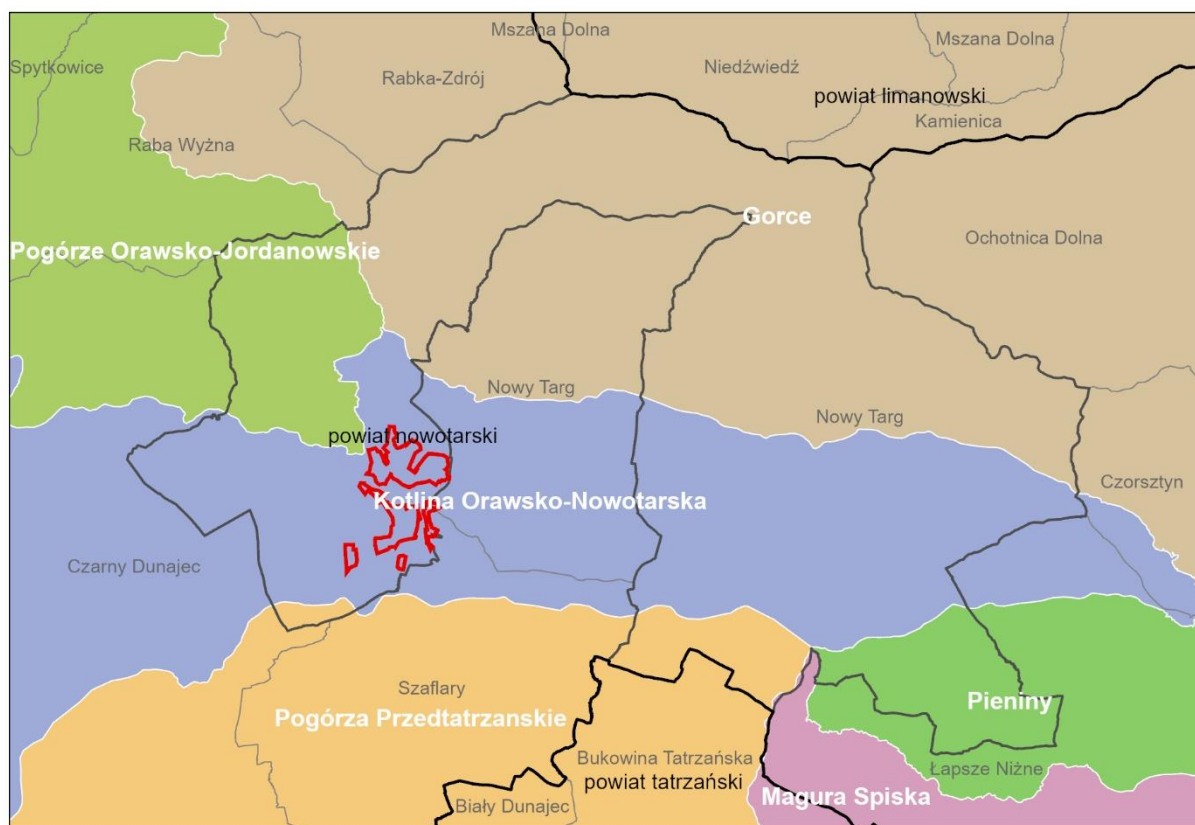 Mszana Dolna
Mszana Dolna
Spytkowice
Niedźwiedź
Rabka-Zdrój
powiat limanowski
Kamienica
Raba Wyżna
Gorce
Ochotnica Dolna
Pogórze Orawsko-Jordanowskie
Nowy Targ
Nowy Targ
powiat nowotarski
Czorsztyn
Kotlina Orawsko-Nowotarska
Czarny Dunajec
Szaflary
Pieniny
Pogórza Przedtatrzanskie
Bukowina Tatrzańska
Łapsze Niżne
powiat tatrzański
Magura Spiska
Biały Dunajec